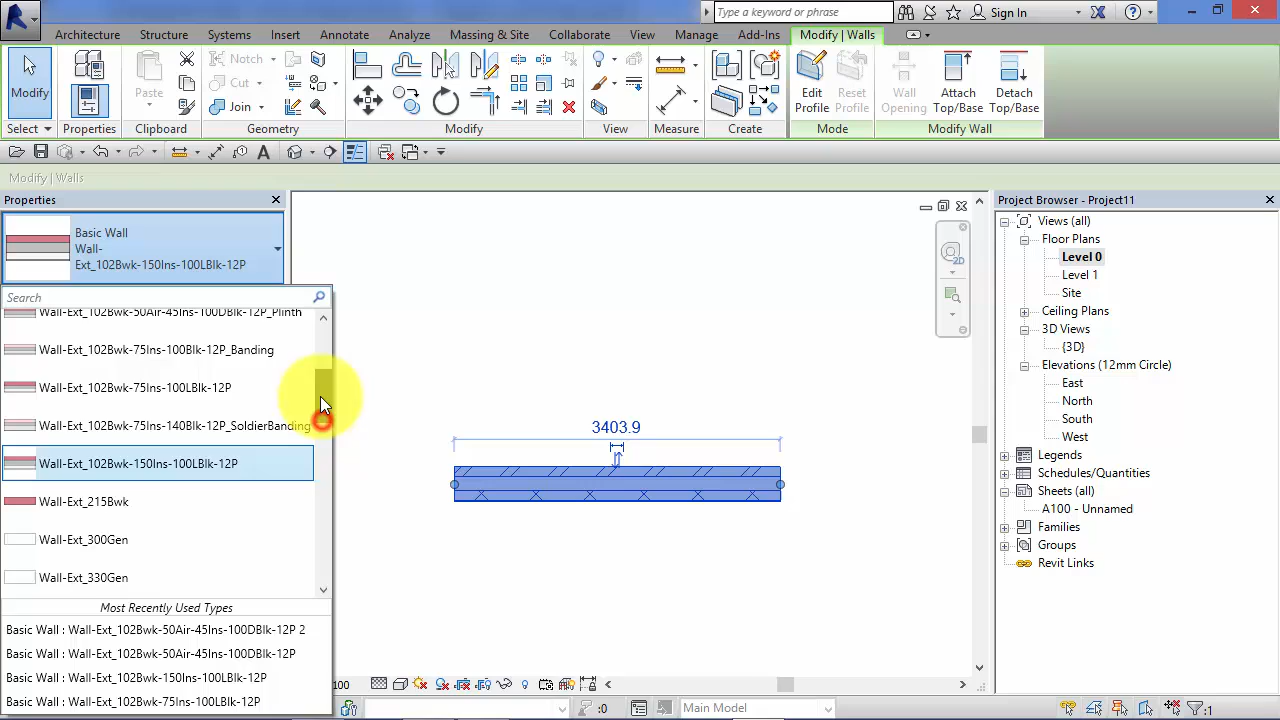 Type a keyword or phrase
Sign In
Architecture Structure Systems Insert Annotate Analyze Massing & Site Collaborate View Manage Add-Ins Modify | Walls
Modify
Paste
Notch
Cut
Join
Edit
Profile
Reset
Profile
Wall
Opening
Attach
Top/Base
Detach
Top/Base
Select Properties Clipboard Geometry Modify View Measure Create Mode Modify Wall
Modify | Walls
Properties
Basic Wall
Wall-
Ext_102Bwk-150Ins-100LBlk-12P
Search
Wall-Ext_102Bwk-50Air-45Ins-100DBlk-12P_Plinth
Wall-Ext_102Bwk-75Ins-100Blk-12P_Banding
Wall-Ext_102Bwk-75Ins-100LBlk-12P
Wall-Ext_102Bwk-75Ins-140Blk-12P_SoldierBanding
Wall-Ext_102Bwk-150Ins-100LBlk-12P
Wall-Ext_215Bwk
Wall-Ext_300Gen
Wall-Ext_330Gen
Most Recently Used Types
Basic Wall : Wall-Ext_102Bwk-50Air-45Ins-100DBlk-12P 2
Basic Wall : Wall-Ext_102Bwk-50Air-45Ins-100DBlk-12P
Basic Wall : Wall-Ext_102Bwk-150Ins-100LBlk-12P
Basic Wall : Wall-Ext_102Bwk-75Ins-100LBlk-12P
3403.9
2D
Project Browser - Project11
Views (all)
Floor Plans
Level 0
Level 1
Site
Ceiling Plans
3D Views
{3D}
Elevations (12mm Circle)
East
North
South
West
Legends
Schedules/Quantities
Sheets (all)
A100 - Unnamed
Families
Groups
Revit Links
100
:0
Main Model
:1